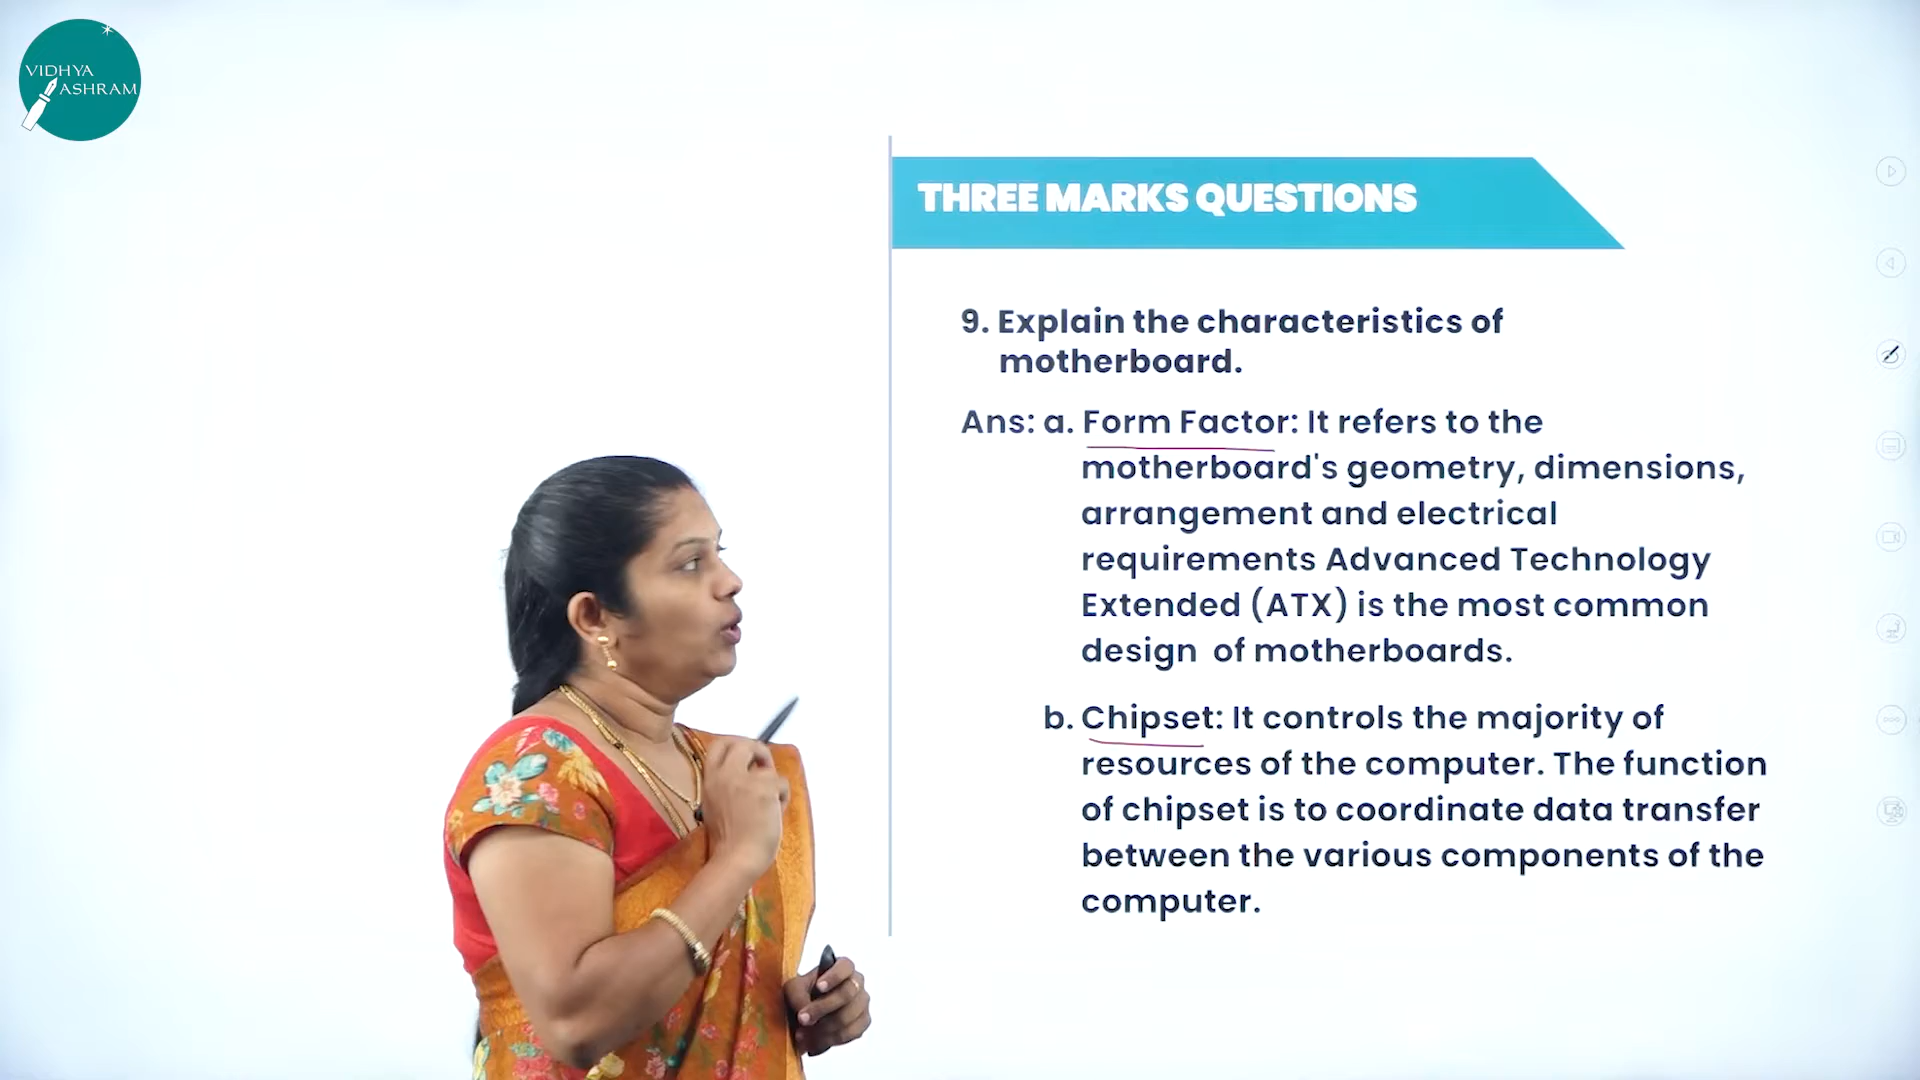 VIDHYA
ASHRAM
THREE MARKS QUESTIONS
9. Explain the characteristics of
motherboard.
Ans: a. Form Factor: It refers to the
motherboard's geometry, dimensions,
arrangement and electrical
requirements Advanced Technology
Extended (ATX) is the most common
design of motherboards.
b. Chipset: It controls the majority of
resources of the computer. The function
of chipset is to coordinate data transfer
between the various components of the
computer.